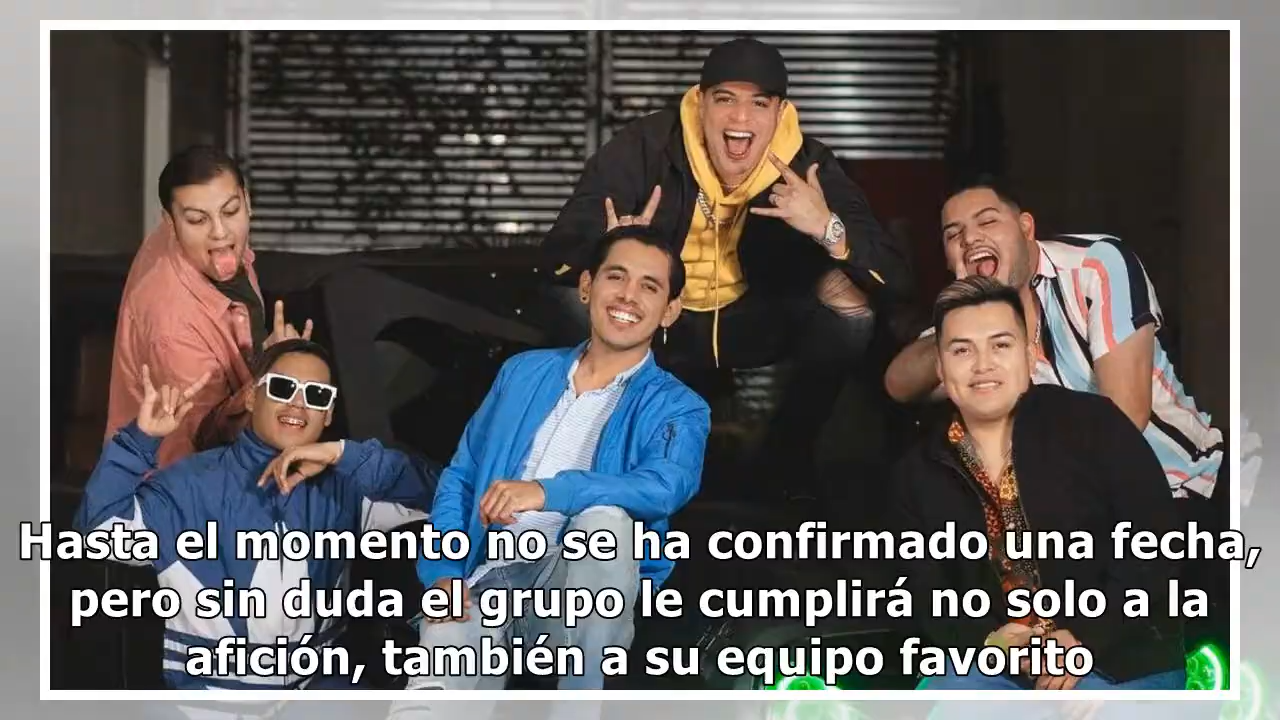 Hasta el momento no se ha confirmado una fecha,
pero sin duda el grupo le cumplirá no solo a la
afición, también a su equipo favorito